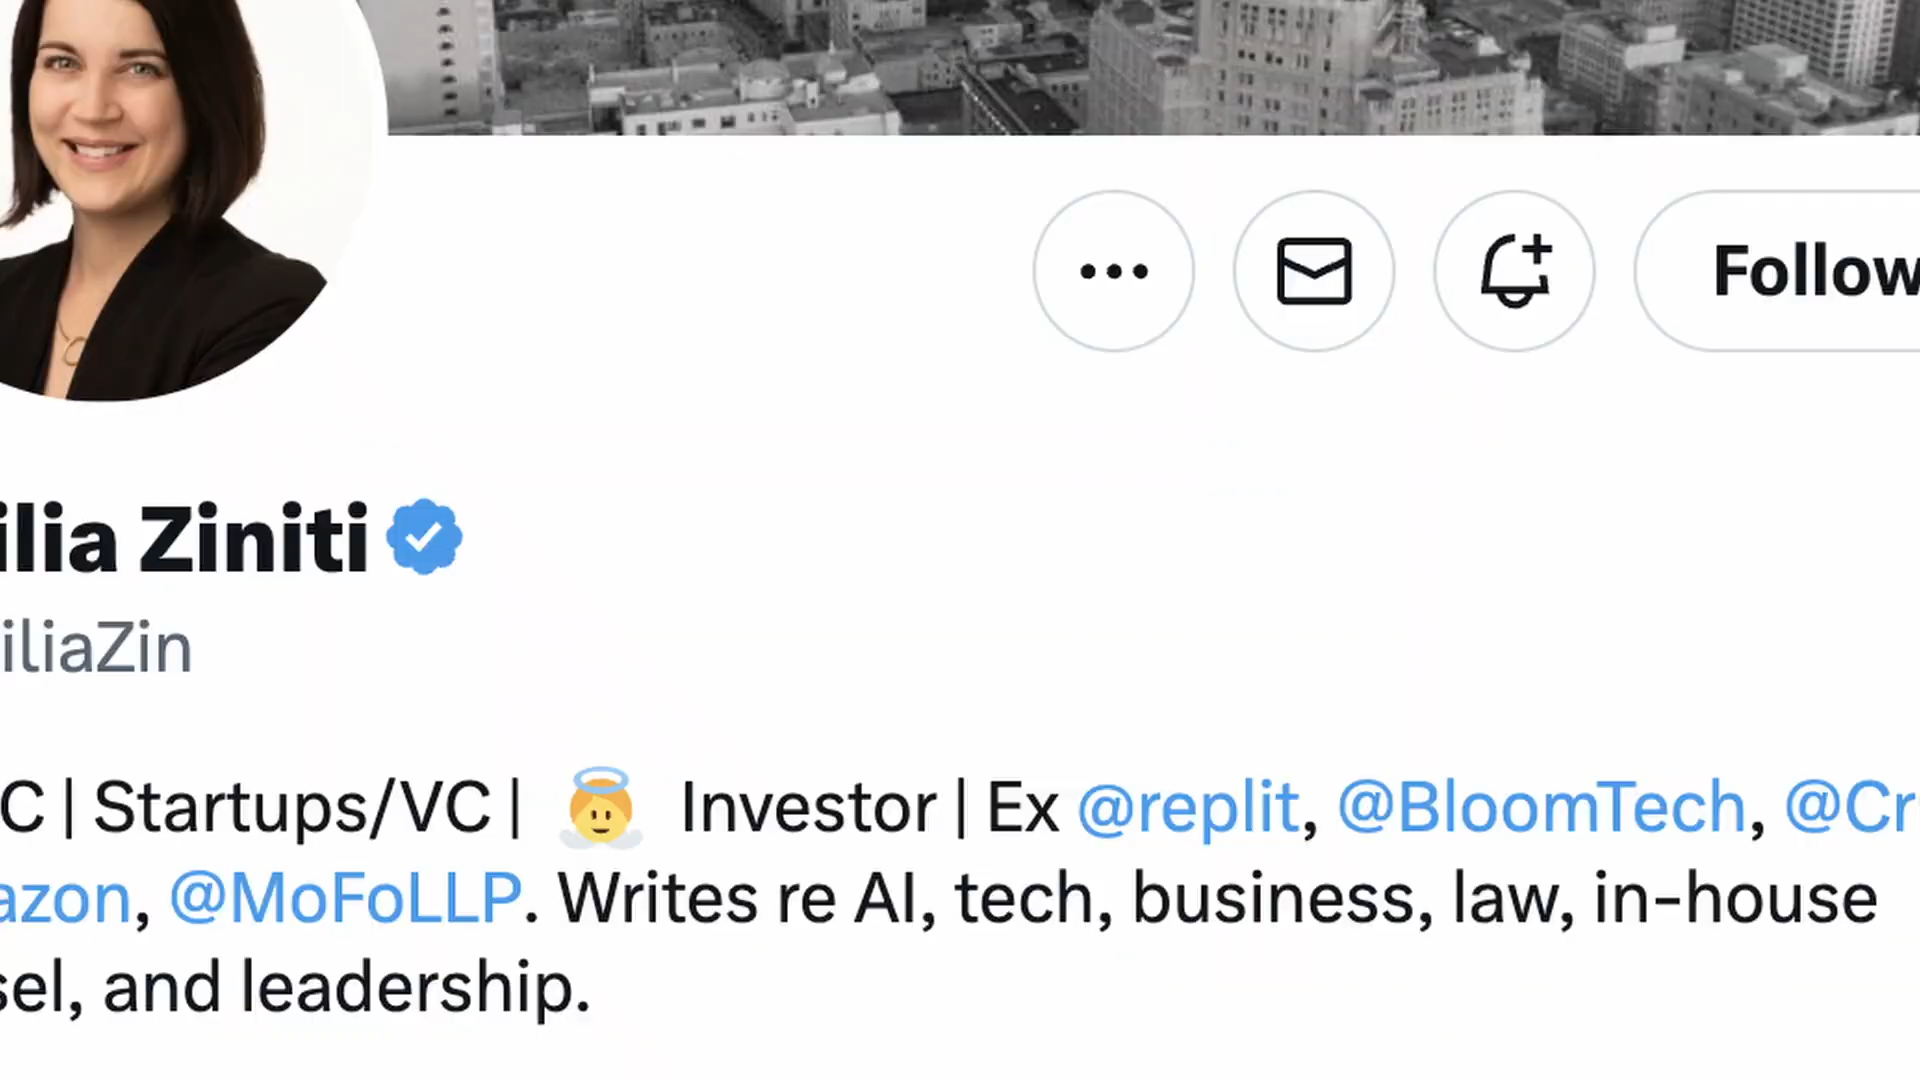 Follow
ilia Ziniti
iliaZin
C | Startups/VC | 👼 Investor | Ex @replit, @BloomTech, @Cr
azon, @MoFoLLP. Writes re AI, tech, business, law, in-house
sel, and leadership.